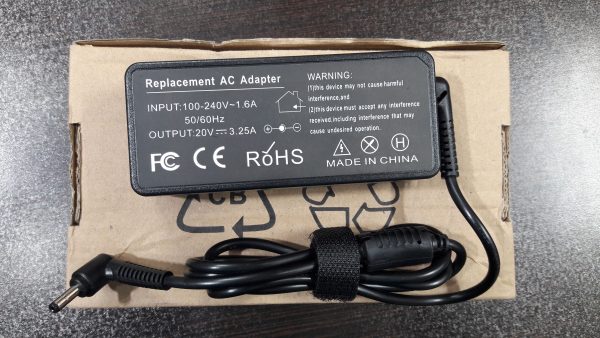 Replacement AC Adapter
INPUT:100-240V~1.6A
50/60Hz
OUTPUT:20V⎓3.25A
FC CE RoHS
WARNING:
(1)this device may not cause harmful
interference,and
(2)this device must accept any interference
received,including interference that may
cause undesired operation.
H
MADE IN CHINA
CB